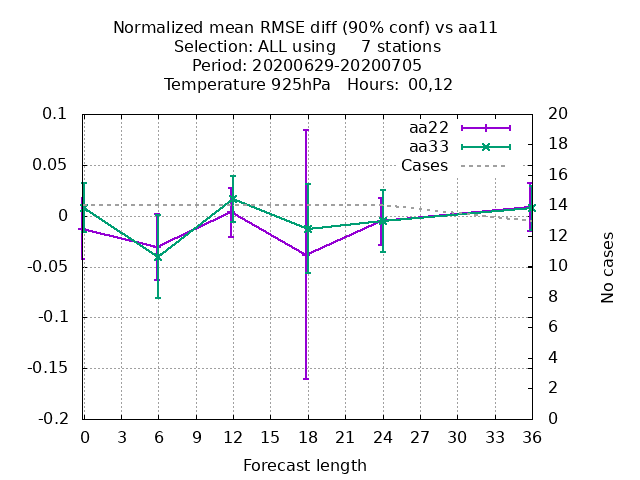 Normalized mean RMSE diff (90% conf) vs aa11
Selection: ALL using     7 stations
Period: 20200629-20200705
Temperature 925hPa   Hours: 00,12
0.1
0.05
0
-0.05
-0.1
-0.15
-0.2
aa22
aa33
Cases
20
18
16
14
12
10
8
6
4
2
0
No cases
0 3 6 9 12 15 18 21 24 27 30 33 36
Forecast length